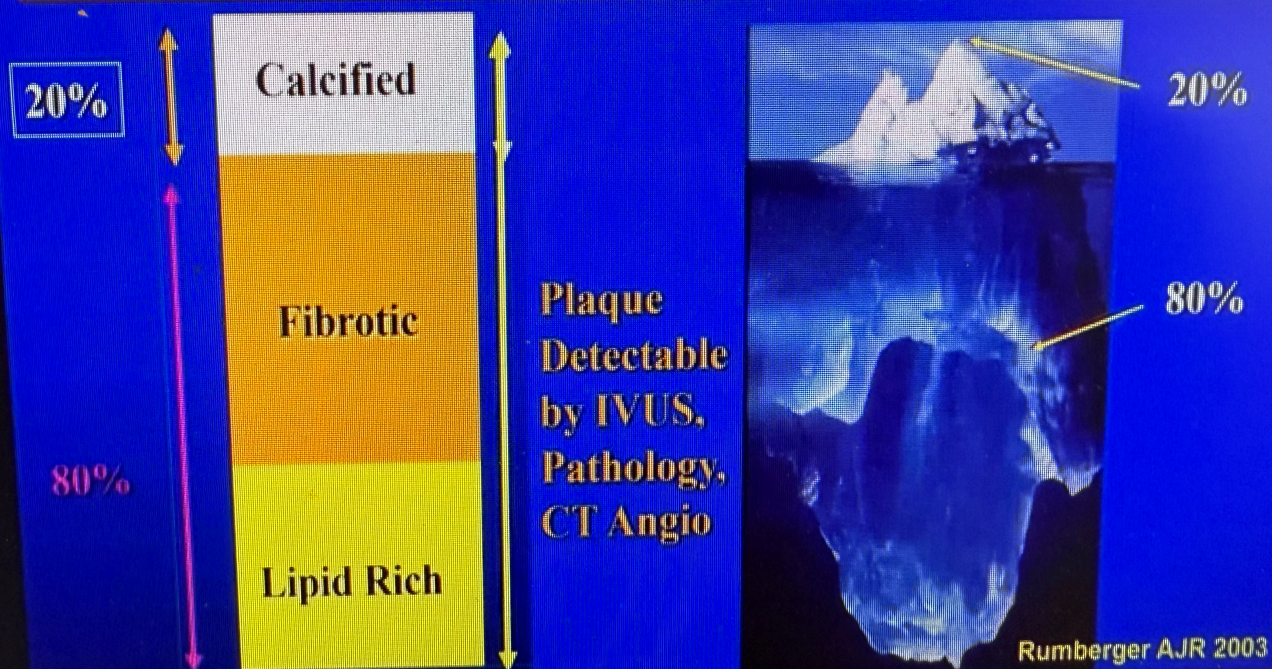 20%
80%
Calcified
Fibrotic
Lipid Rich
Plaque
Detectable
by IVUS,
Pathology,
CT Angio
20%
80%
Rumberger AJR 2003